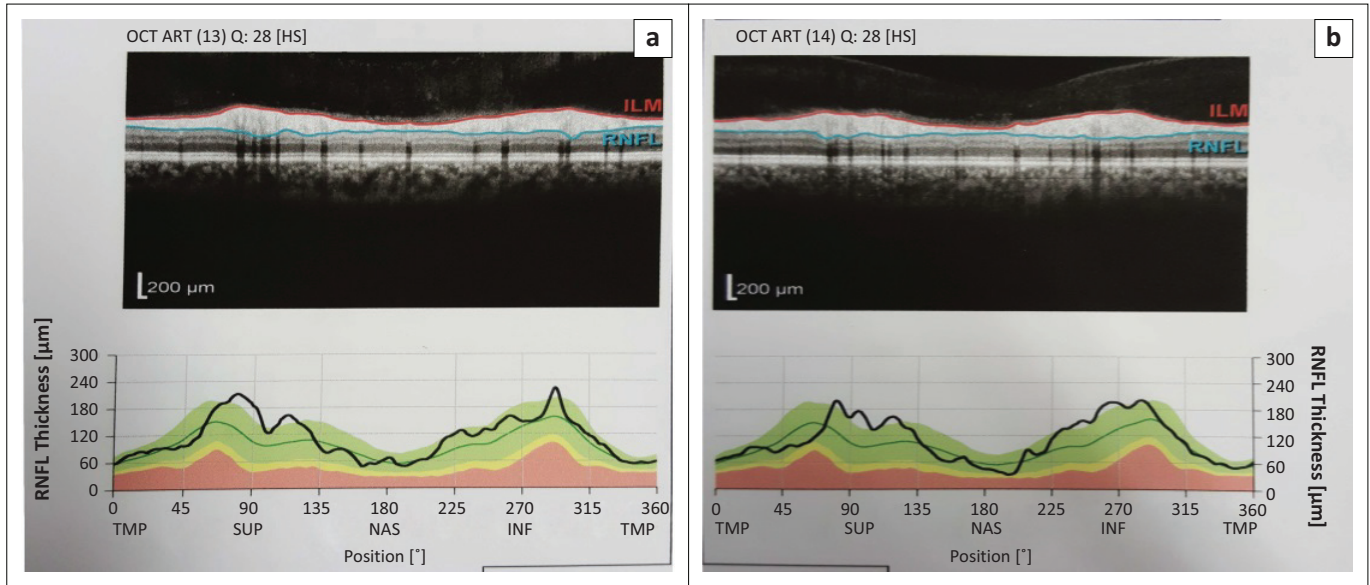 OCT ART (13) Q: 28 [HS]
a
ILM
RNFL
200 µm
RNFL Thickness [µm]
300
240
180
120
60
0
0 45 90 135 180 225 270 315 360
TMP SUP NAS INF TMP
Position [˚]
OCT ART (14) Q: 28 [HS]
b
ILM
RNFL
200 µm
300
240
180
120
60
0
RNFL Thickness [µm]
0 45 90 135 180 225 270 315 360
TMP SUP NAS INF TMP
Position [˚]